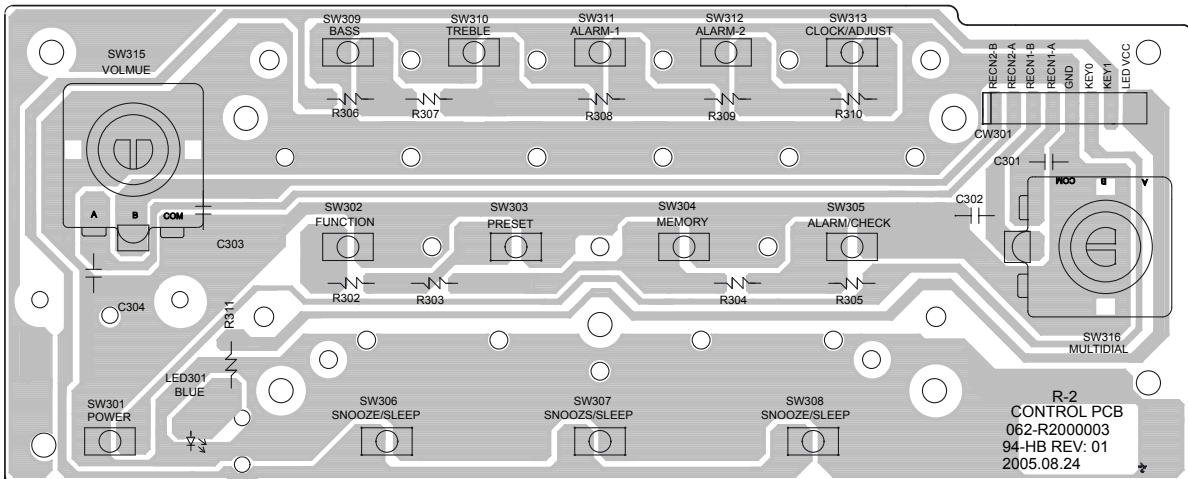 SW309
BASS
SW310
TREBLE
SW311
ALARM-1
SW312
ALARM-2
SW313
CLOCK/ADJUST
SW315
VOLMUE
RECN2-B
RECN2-A
RECN1-B
RECN1-A
GND
KEY0
KEY1
LED VCC
R306
R307
R308
R309
R310
CW301
C301
COM
B
A
A
B
COM
C303
C304
SW302
FUNCTION
SW303
PRESET
SW304
MEMORY
SW305
ALARM/CHECK
C302
R302
R303
R304
R305
R311
SW316
MULTIDIAL
LED301
BLUE
SW301
POWER
SW306
SNOOZE/SLEEP
SW307
SNOOZS/SLEEP
SW308
SNOOZE/SLEEP
R-2
CONTROL PCB
062-R2000003
94-HB REV: 01
2005.08.24